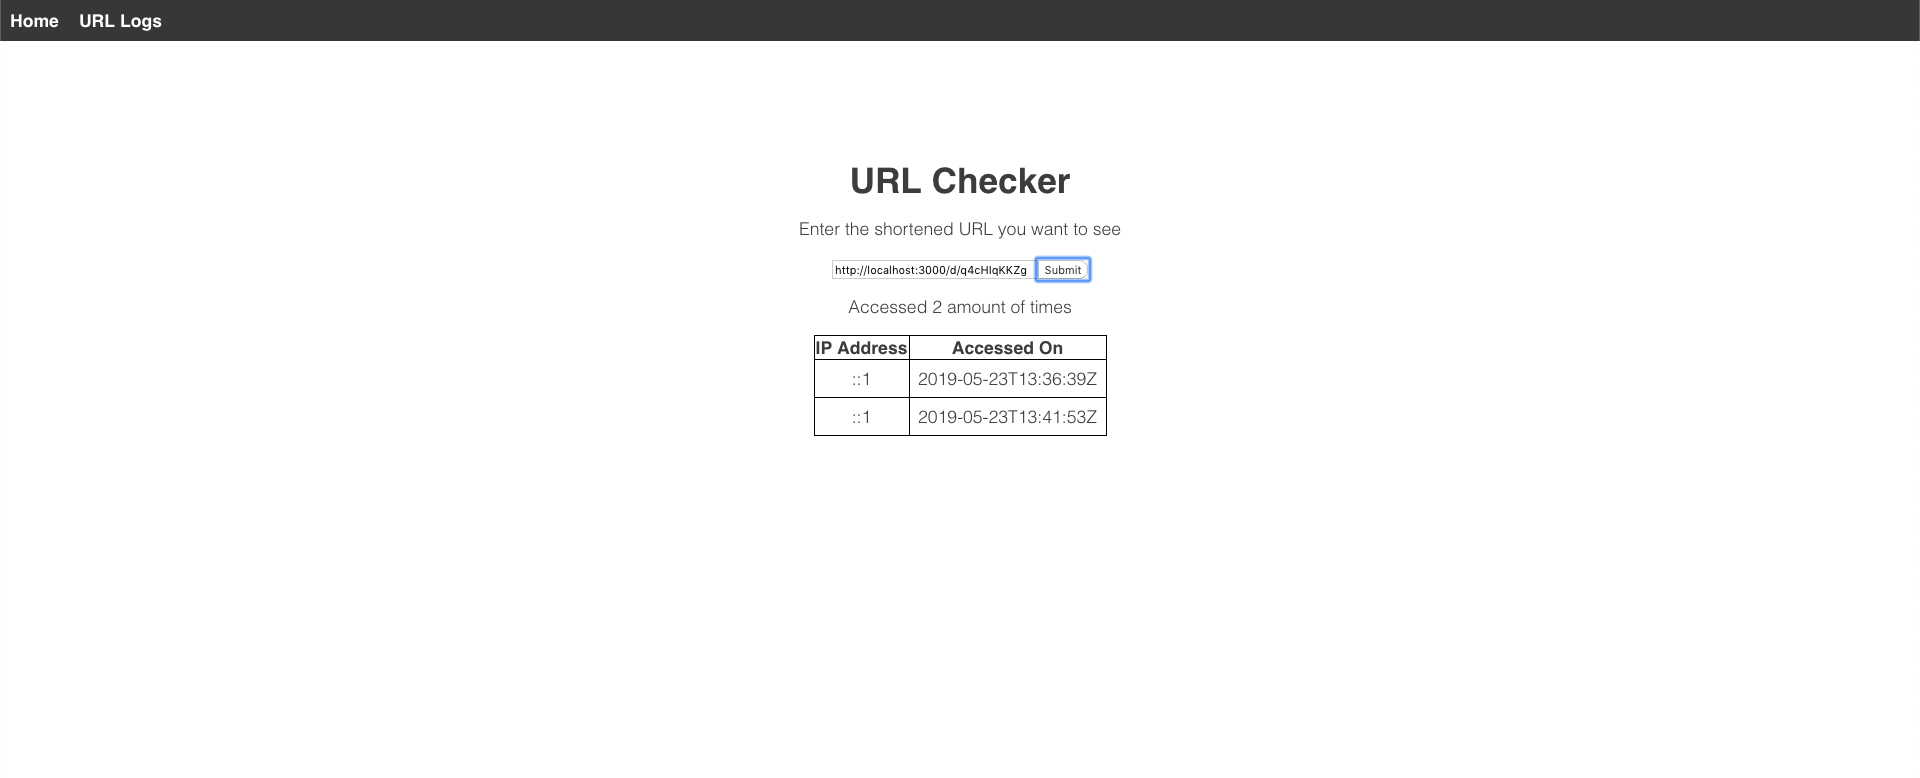 Home URL Logs
URL Checker
Enter the shortened URL you want to see
http://localhost:3000/d/q4cHlqKKZg Submit
Accessed 2 amount of times
IP Address Accessed On
::1 2019-05-23T13:36:39Z
::1 2019-05-23T13:41:53Z